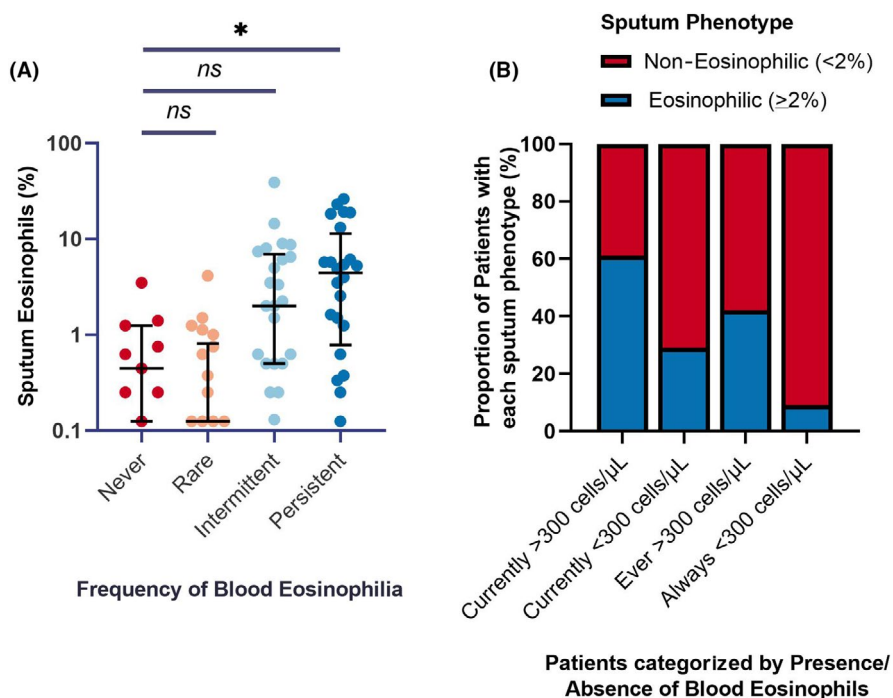 (A)
*
ns
ns
Sputum Eosinophils (%)
100
10
1
0.1
Never
Rare
Intermittent
Persistent
Frequency of Blood Eosinophilia
(B)
Sputum Phenotype
Non-Eosinophilic (<2%)
Eosinophilic (≥2%)
Proportion of Patients with
each sputum phenotype (%)
100
80
60
40
20
0
Currently >300 cells/µL
Currently <300 cells/µL
Ever >300 cells/µL
Always <300 cells/µL
Patients categorized by Presence/
Absence of Blood Eosinophils